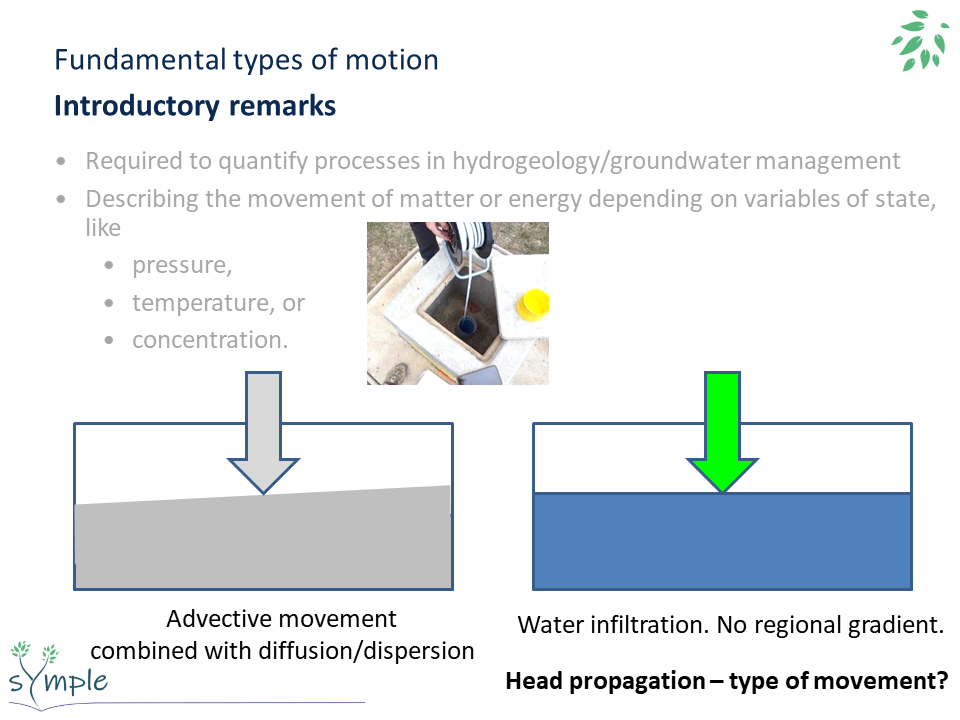 Fundamental types of motion
Introductory remarks
• Required to quantify processes in hydrogeology/groundwater management
• Describing the movement of matter or energy depending on variables of state,
like
• pressure,
• temperature, or
• concentration.
Advective movement
combined with diffusion/dispersion
Water infiltration. No regional gradient.
Head propagation – type of movement?
sYmple